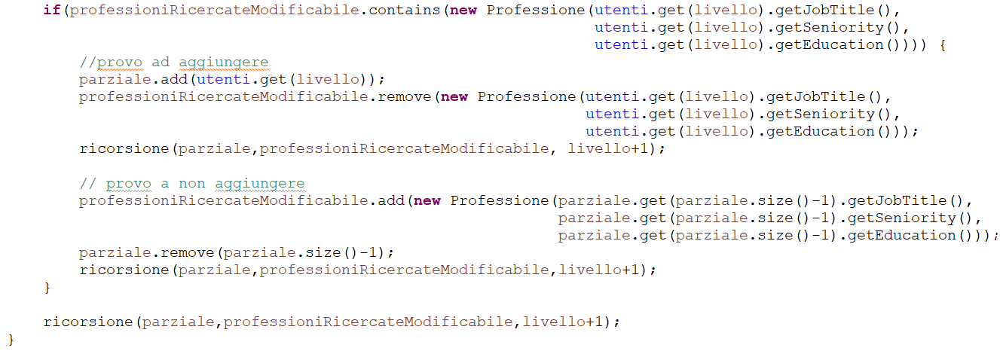 if(professioniRicercateModificabile.contains(new Professione(utenti.get(livello).getJobTitle(),
utenti.get(livello).getSeniority(),
utenti.get(livello).getEducation()))) {
//provo ad aggiungere
parziale.add(utenti.get(livello));
professioniRicercateModificabile.remove(new Professione(utenti.get(livello).getJobTitle(),
utenti.get(livello).getSeniority(),
utenti.get(livello).getEducation()));
ricorsione(parziale,professioniRicercateModificabile, livello+1);
// provo a non aggiungere
professioniRicercateModificabile.add(new Professione(parziale.get(parziale.size()-1).getJobTitle(),
parziale.get(parziale.size()-1).getSeniority(),
parziale.get(parziale.size()-1).getEducation()));
parziale.remove(parziale.size()-1);
ricorsione(parziale,professioniRicercateModificabile,livello+1);
}
ricorsione(parziale,professioniRicercateModificabile,livello+1);
}